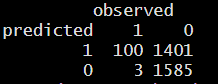 observed
predicted 1 0
1 100 1401
0 3 1585